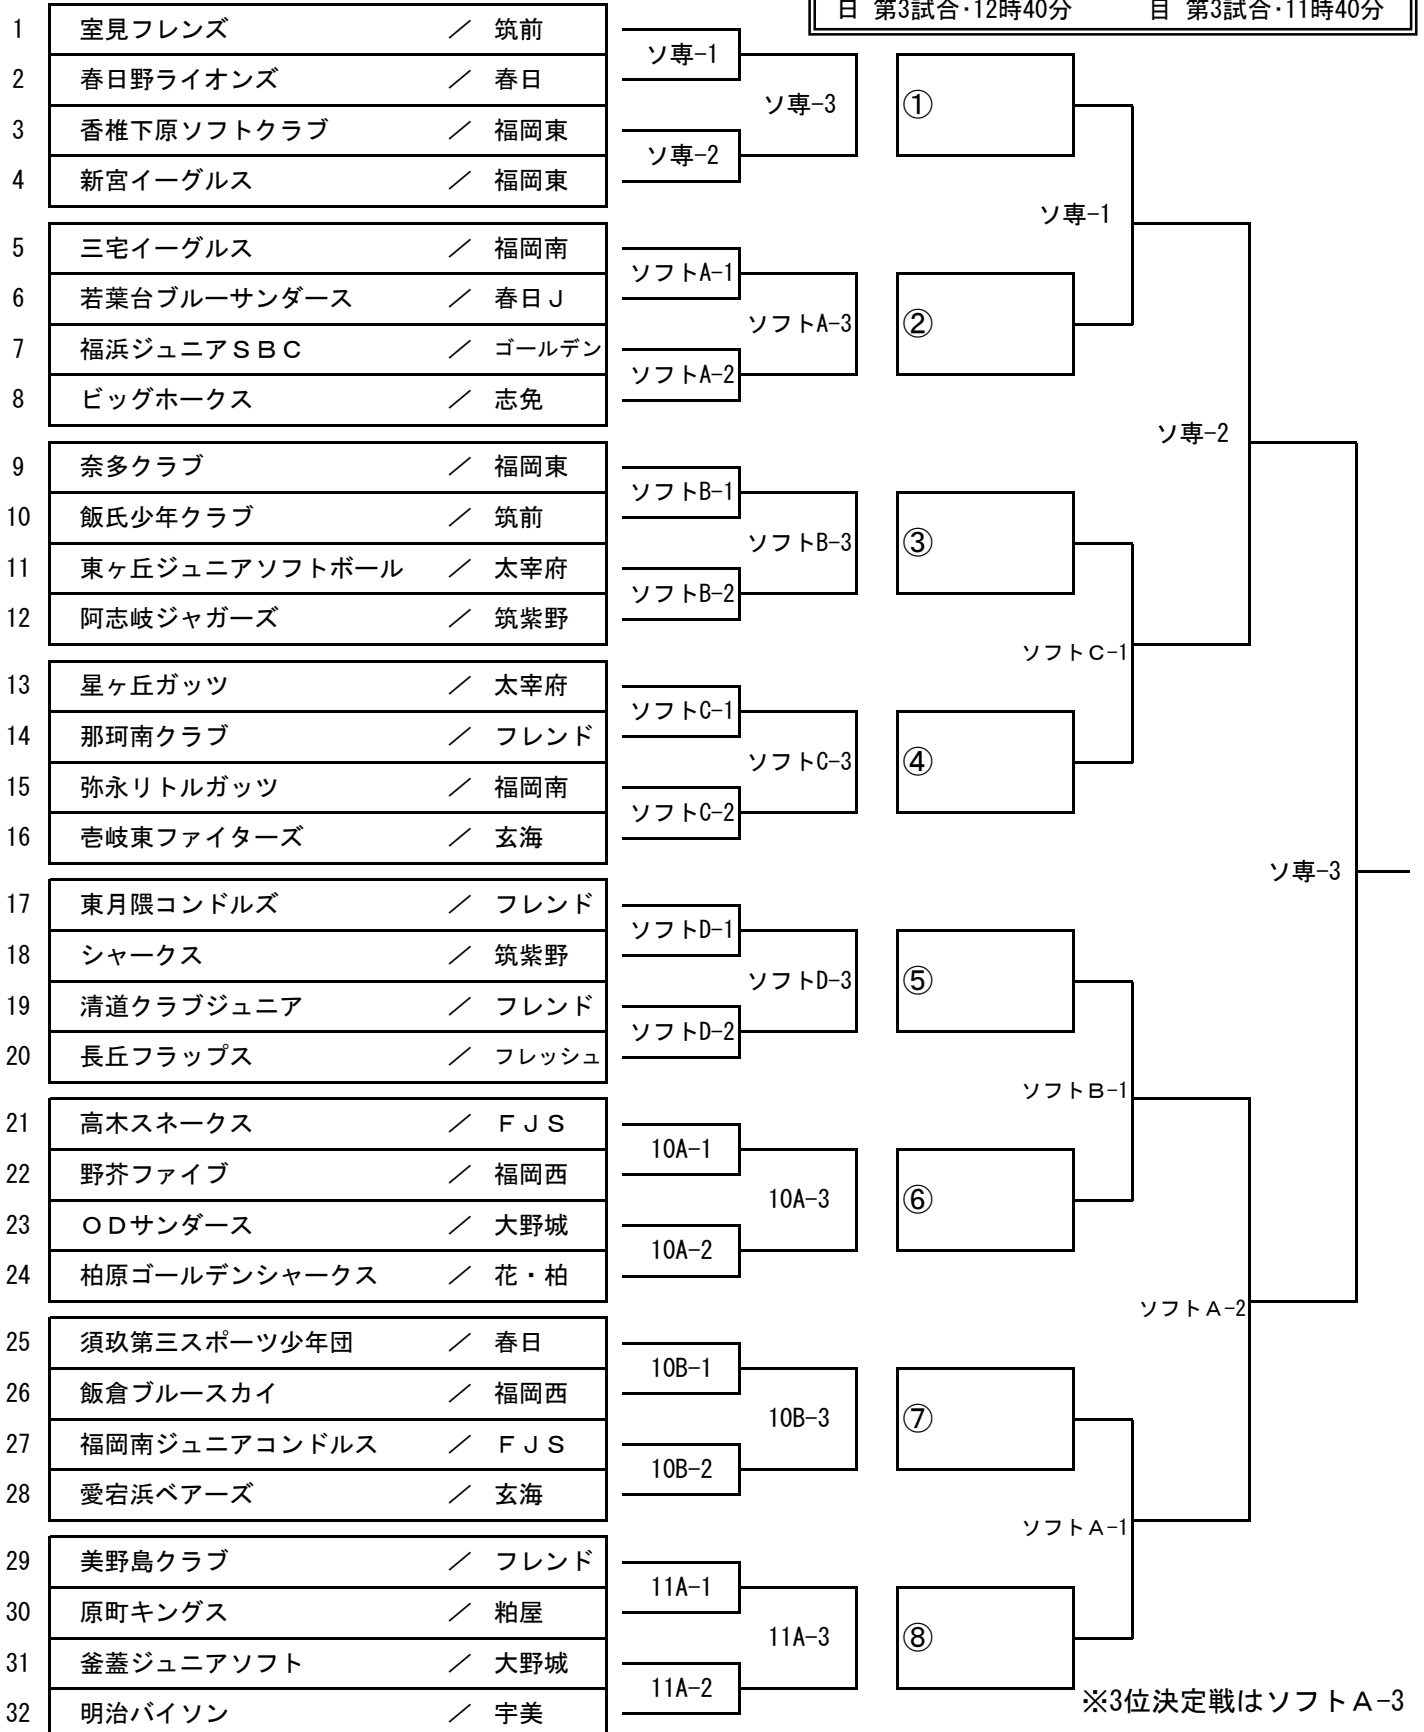 日 第3試合・12時40分 目 第3試合・11時40分
1 室見フレンズ ／ 筑前
2 春日野ライオンズ ／ 春日
3 香椎下原ソフトクラブ ／ 福岡東
4 新宮イーグルス ／ 福岡東
ソ専-1
ソ専-2
ソ専-3
①
5 三宅イーグルス ／ 福岡南
6 若葉台ブルーサンダース ／ 春日Ｊ
7 福浜ジュニアＳＢＣ ／ ゴールデン
8 ビッグホークス ／ 志免
ソフトA-1
ソフトA-2
ソフトA-3
②
ソ専-1
9 奈多クラブ ／ 福岡東
10 飯氏少年クラブ ／ 筑前
11 東ヶ丘ジュニアソフトボール ／ 太宰府
12 阿志岐ジャガーズ ／ 筑紫野
ソフトB-1
ソフトB-2
ソフトB-3
③
13 星ヶ丘ガッツ ／ 太宰府
14 那珂南クラブ ／ フレンド
15 弥永リトルガッツ ／ 福岡南
16 壱岐東ファイターズ ／ 玄海
ソフトC-1
ソフトC-2
ソフトC-3
④
ソフトＣ-1
ソ専-2
17 東月隈コンドルズ ／ フレンド
18 シャークス ／ 筑紫野
19 清道クラブジュニア ／ フレンド
20 長丘フラップス ／ フレッシュ
ソフトD-1
ソフトD-2
ソフトD-3
⑤
21 高木スネークス ／ ＦＪＳ
22 野芥ファイブ ／ 福岡西
23 ＯＤサンダース ／ 大野城
24 柏原ゴールデンシャークス ／ 花・柏
10A-1
10A-2
10A-3
⑥
ソフトＢ-1
25 須玖第三スポーツ少年団 ／ 春日
26 飯倉ブルースカイ ／ 福岡西
27 福岡南ジュニアコンドルス ／ ＦＪＳ
28 愛宕浜ベアーズ ／ 玄海
10B-1
10B-2
10B-3
⑦
29 美野島クラブ ／ フレンド
30 原町キングス ／ 粕屋
31 釜蓋ジュニアソフト ／ 大野城
32 明治バイソン ／ 宇美
11A-1
11A-2
11A-3
⑧
ソフトＡ-1
ソフトＡ-2
ソ専-3
※3位決定戦はソフトＡ-3